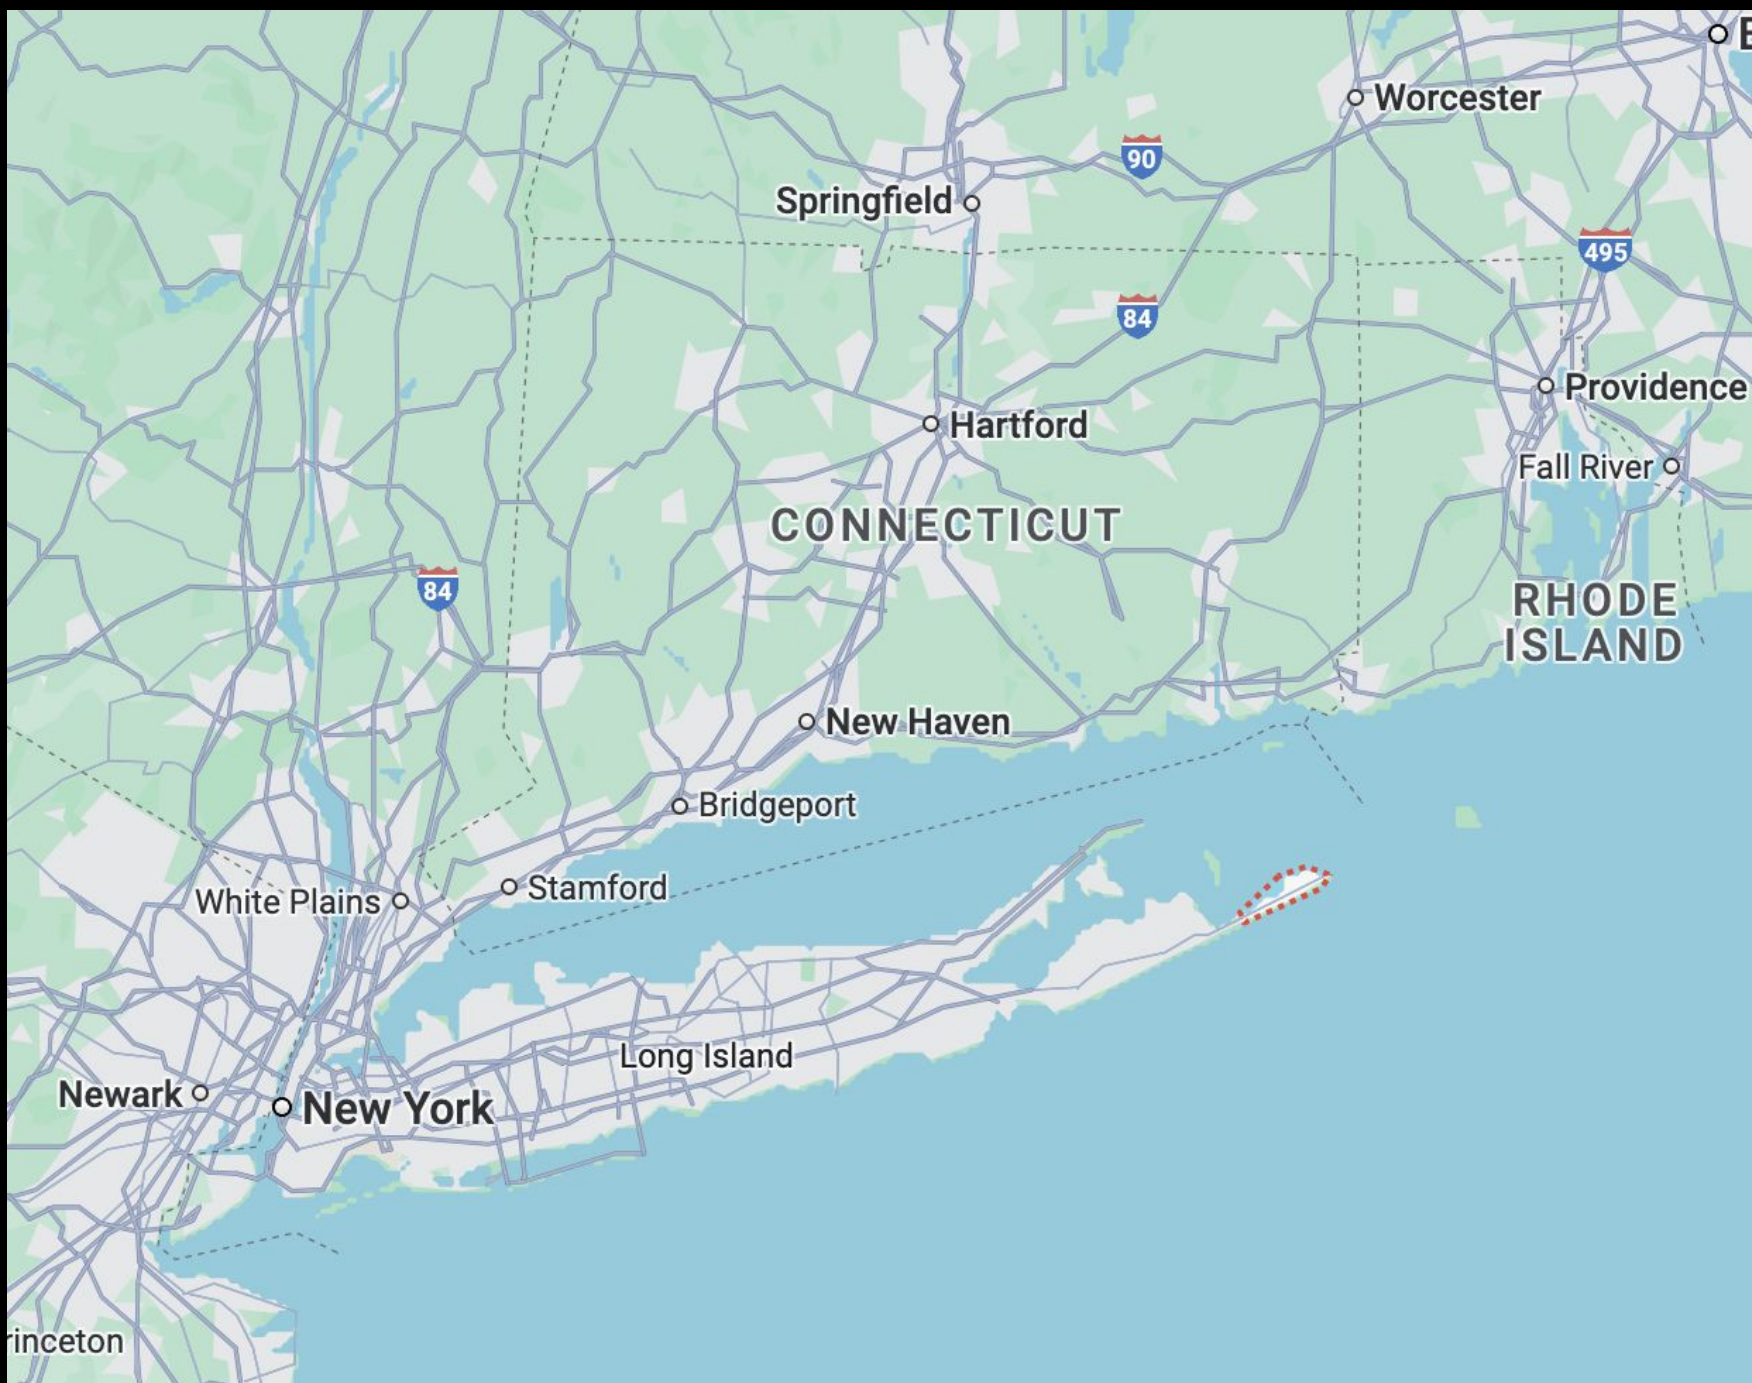 B
Worcester
90
Springfield
495
84
Providence
Hartford
Fall River
CONNECTICUT
84
RHODE
ISLAND
New Haven
Bridgeport
Stamford
White Plains
Long Island
Newark
New York
rinceton